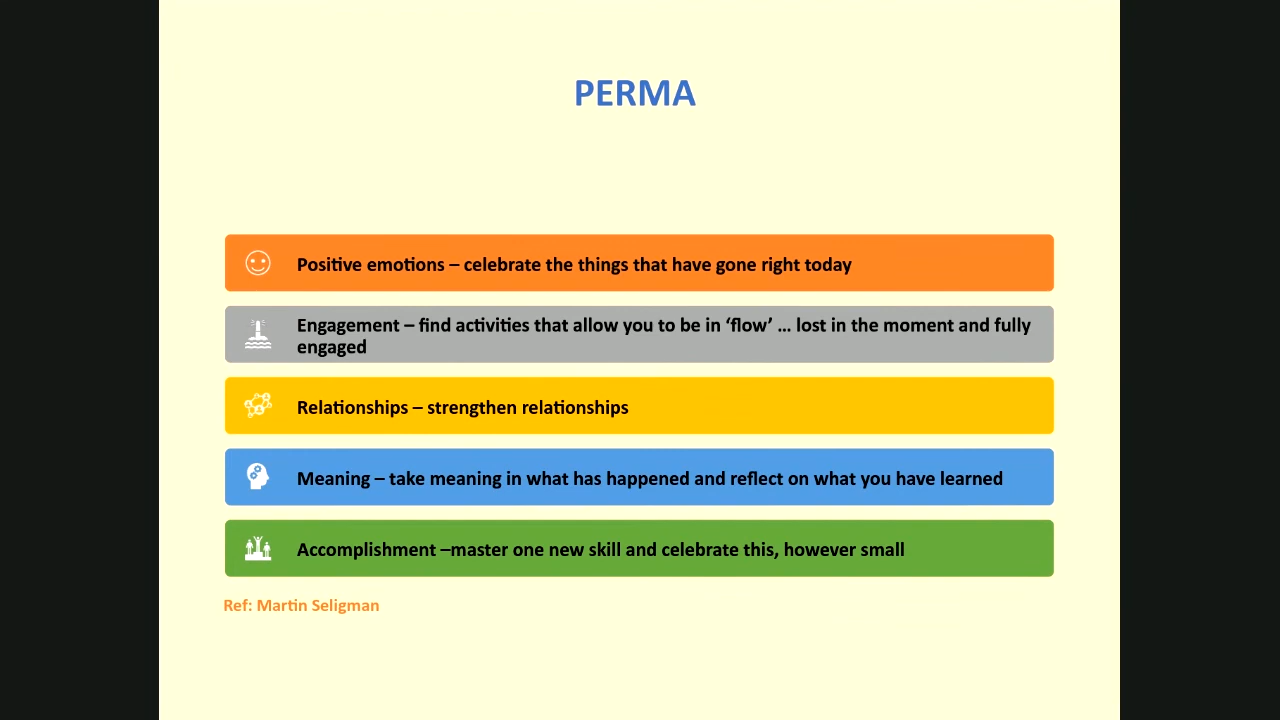 PERMA
Positive emotions – celebrate the things that have gone right today
Engagement – find activities that allow you to be in ‘flow’ ... lost in the moment and fully
engaged
Relationships – strengthen relationships
Meaning – take meaning in what has happened and reflect on what you have learned
Accomplishment –master one new skill and celebrate this, however small
Ref: Martin Seligman